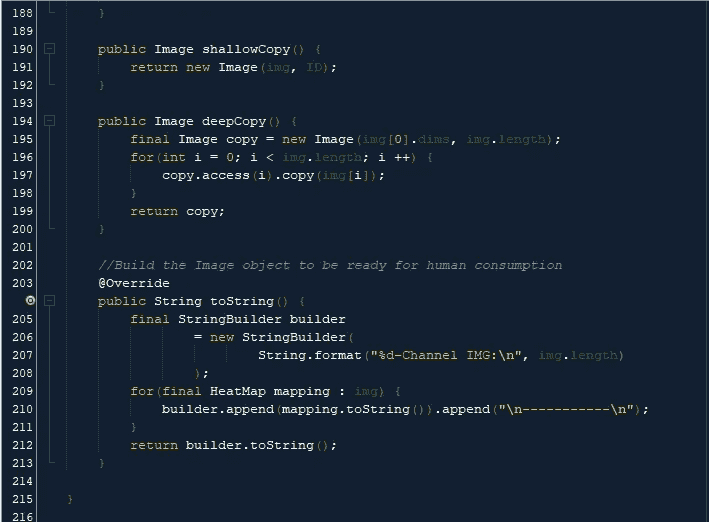 188 }
189
190 public Image shallowCopy() {
191 return new Image(img, ID);
192 }
193
194 public Image deepCopy() {
195 final Image copy = new Image(img[0].dims, img.length);
196 for(int i = 0; i < img.length; i ++) {
197 copy.access(i).copy(img[i]);
198 }
199 return copy;
200 }
201
202 //Build the Image object to be ready for human consumption
203 @Override
public String toString() {
205 final StringBuilder builder
206 = new StringBuilder(
207 String.format("%d-Channel IMG:\n", img.length)
208 );
209 for(final HeatMap mapping : img) {
210 builder.append(mapping.toString()).append("\n-----------\n");
211 }
212 return builder.toString();
213 }
214
215 }
216